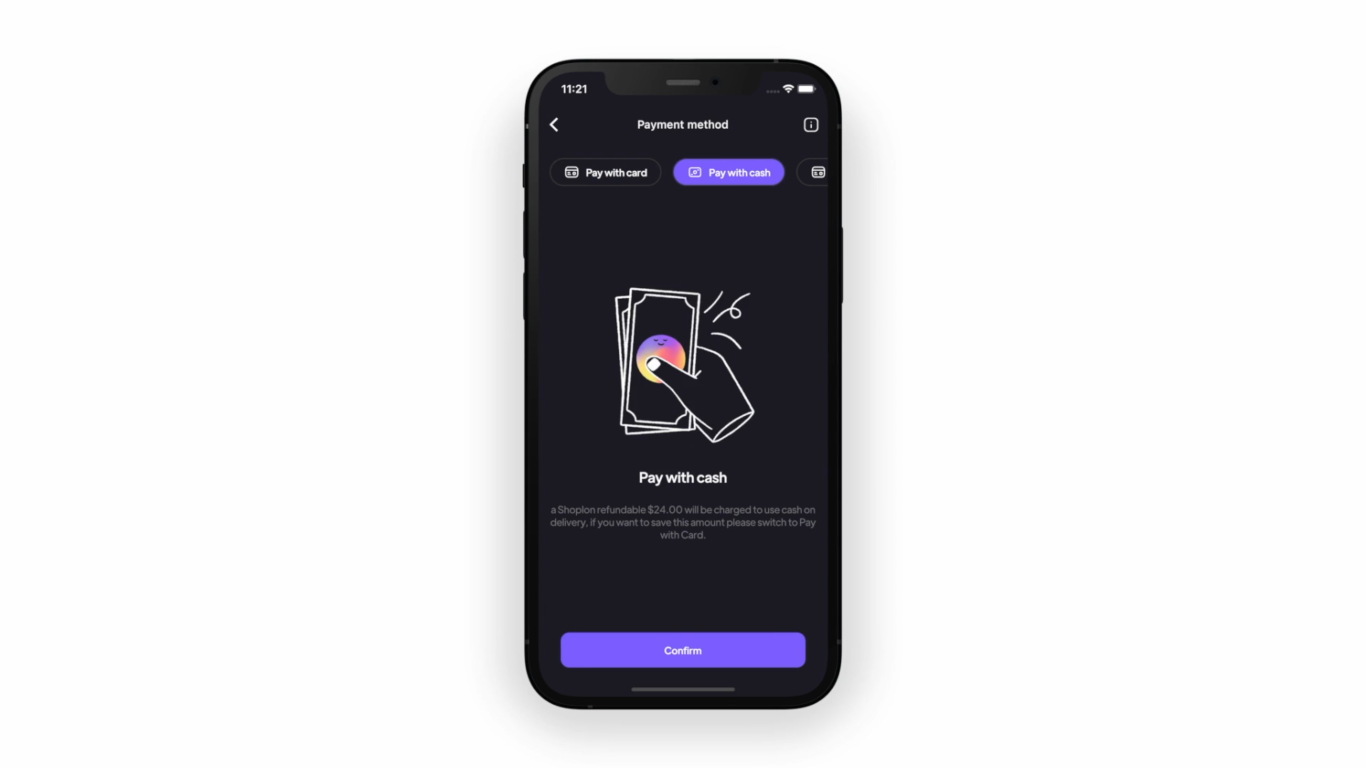 11:21
Payment method
Pay with card
Pay with cash
Pay with cash
a Shoplon refundable $24.00 will be charged to use cash on
delivery, if you want to save this amount please switch to Pay
with Card.
Confirm